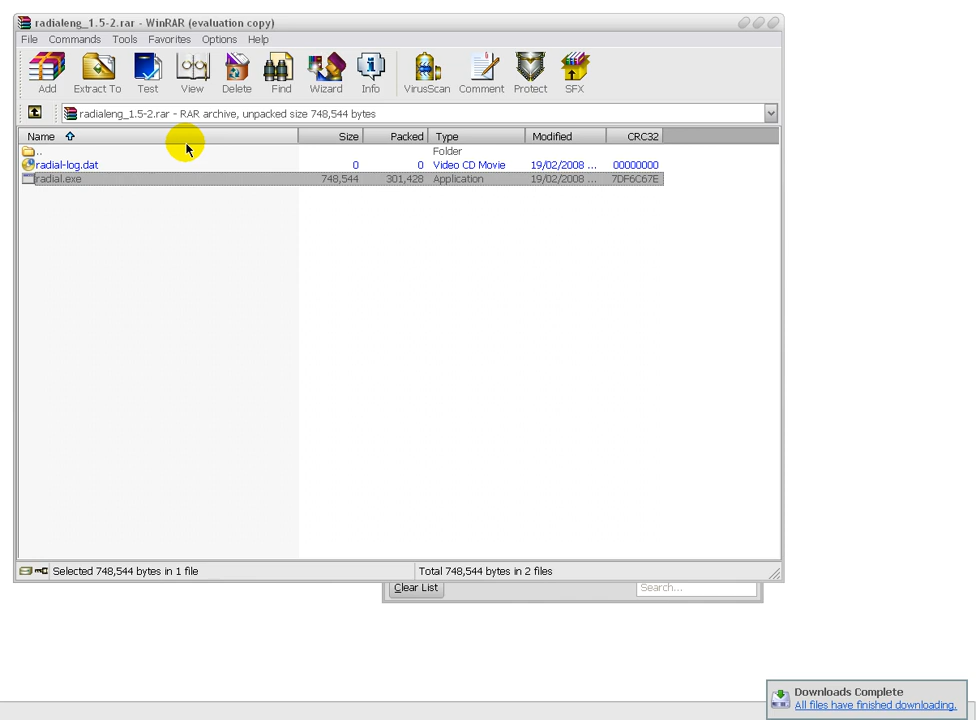 radialeng_1.5-2.rar - WinRAR (evaluation copy)
File Commands Tools Favorites Options Help
Add Extract To Test View Delete Find Wizard Info VirusScan Comment Protect SFX
radialeng_1.5-2.rar - RAR archive, unpacked size 748,544 bytes
Name Size Packed Type Modified CRC32
.. Folder
radial-log.dat 0 0 Video CD Movie 19/02/2008 ... 00000000
radial.exe 748,544 301,428 Application 19/02/2008 ... 7DF6C67E
Selected 748,544 bytes in 1 file Total 748,544 bytes in 2 files
Clear List Search...
Downloads Complete
All files have finished downloading.